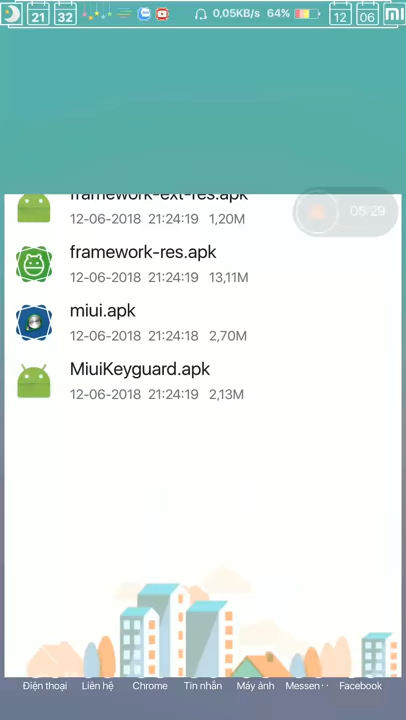 21 32 0,05KB/s 64% 12 06 MI
framework-ext-res.apk
12-06-2018 21:24:19 1,20M
05:29
framework-res.apk
12-06-2018 21:24:19 13,11M
miui.apk
12-06-2018 21:24:18 2,70M
MiuiKeyguard.apk
12-06-2018 21:24:19 2,13M
Điện thoại Liên hệ Chrome Tin nhắn Máy ảnh Messen·· Facebook